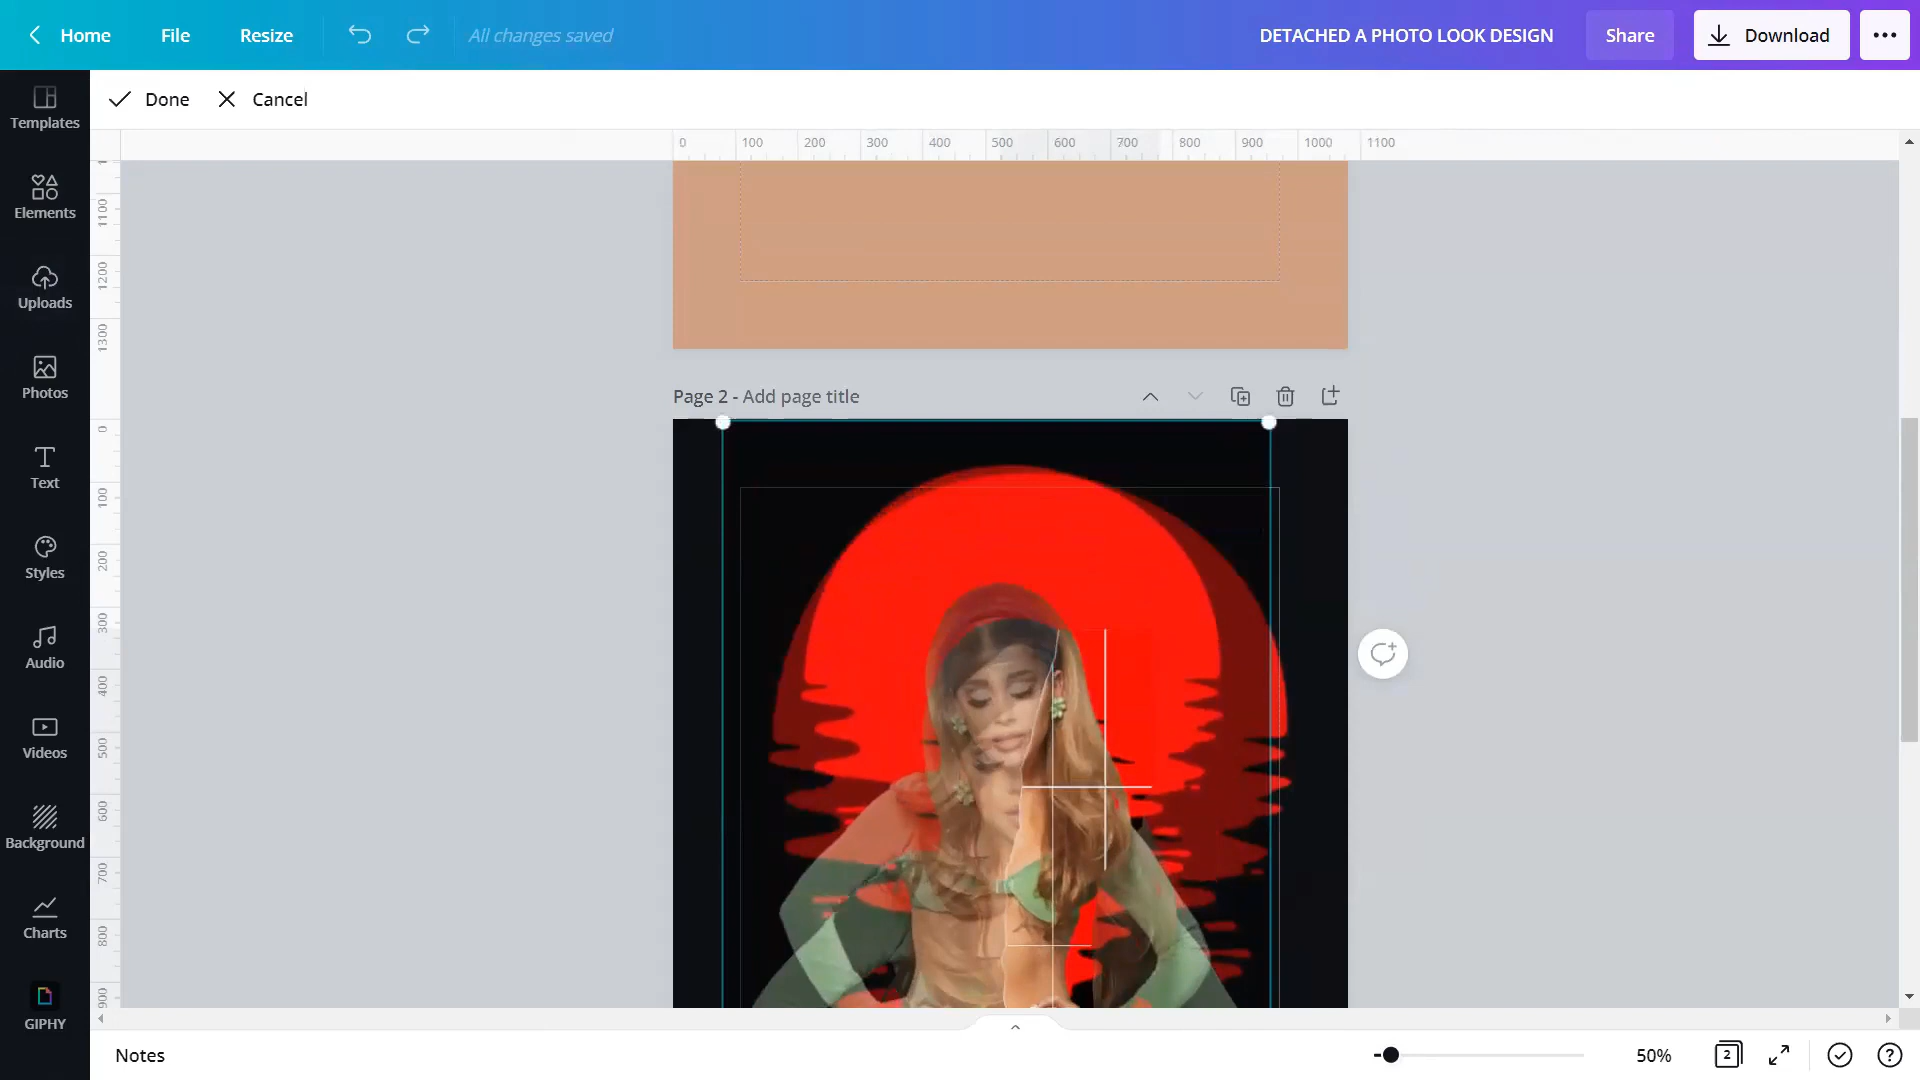 Home File Resize All changes saved DETACHED A PHOTO LOOK DESIGN Share Download
Done Cancel
Templates
Elements
Uploads
Photos
Text
Styles
Audio
Videos
Background
Charts
GIPHY
0 100 200 300 400 500 600 700 800 900 1000 1100
1100
1200
1300
Page 2 - Add page title
0
100
200
300
400
500
600
700
800
900
Notes 50% 2